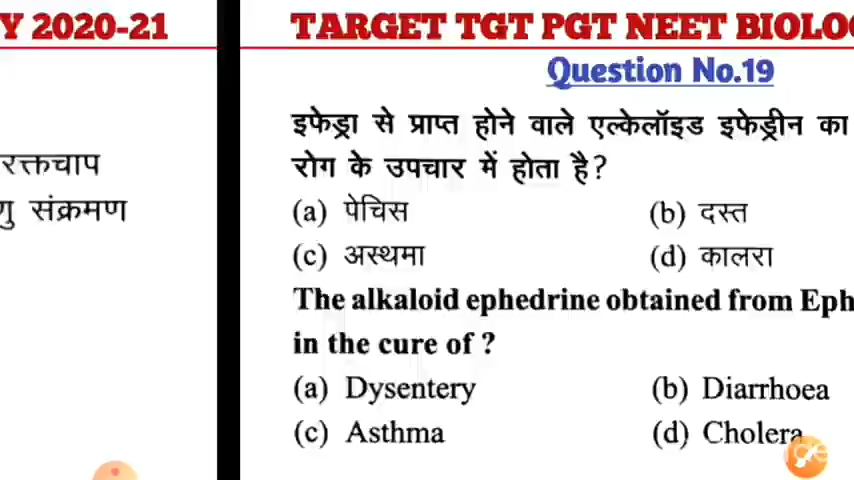 Y 2020-21
रक्तचाप
णु संक्रमण
TARGET TGT PGT NEET BIOLO
Question No.19
इफेड्रा से प्राप्त होने वाले एल्केलॉइड इफेड्रीन का
रोग के उपचार में होता है?
(a) पेचिस (b) दस्त
(c) अस्थमा (d) कालरा
The alkaloid ephedrine obtained from Eph
in the cure of ?
(a) Dysentery (b) Diarrhoea
(c) Asthma (d) Cholera